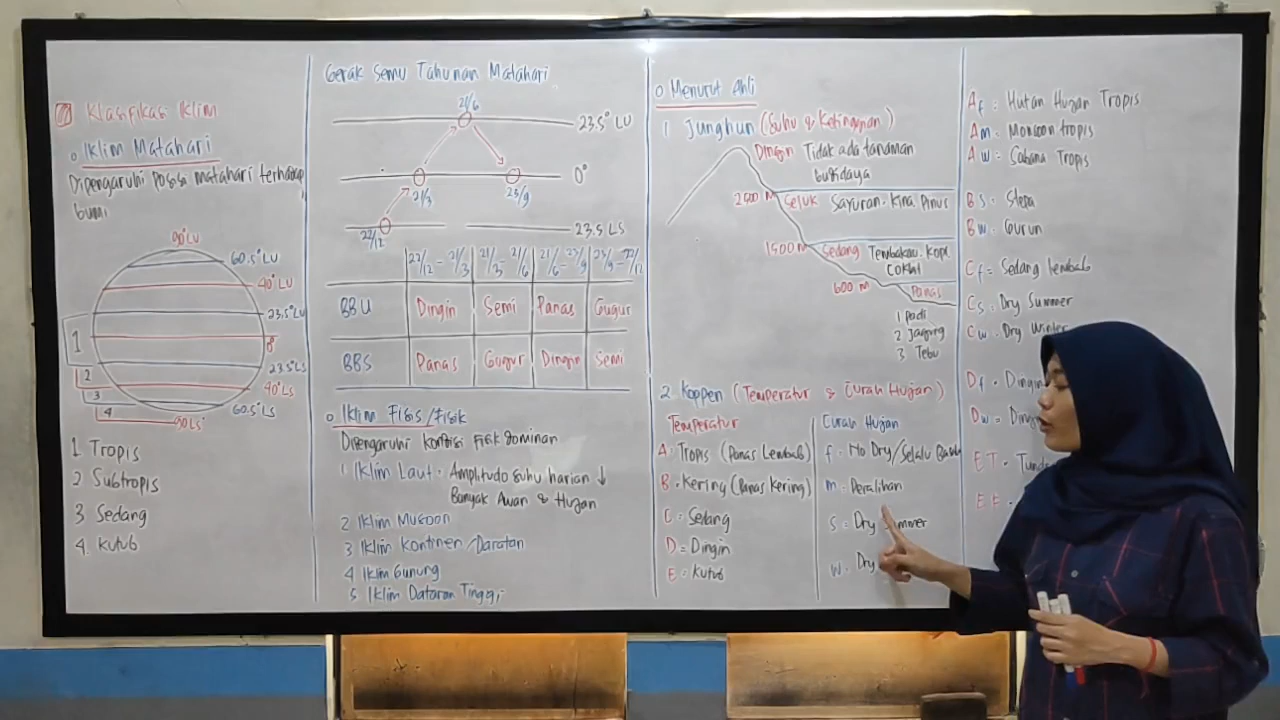 Klasifikasi Iklim
o Iklim Matahari
Dipengaruhi Posisi matahari terhadap
bumi
90° LU
60.5° LU
40° LU
23.5° LU
0°
23.5° LS
40° LS
60.5° LS
90 LS
1
2
3
4
1 Tropis
2 Subtropis
3 Sedang
4. Kutub
Gerak Semu Tahunan Matahari
21/6
23.5° LU
0°
21/3
23/9
22/12
23.5 LS
22/12 - 21/3
21/3 - 21/6
21/6 - 23/9
23/9 - 22/12
BBU Dingin Semi Panas Gugur
BBS Panas Gugur Dingin Semi
o Iklim Fisis/Fisik
Dipengaruhi Kondisi Fisik dominan
1 Iklim Laut : Amplitudo suhu harian ↓
Banyak Awan & Hujan
2 Iklim Muson
3 Iklim Kontinen/Daratan
4 Iklim Gunung
5 Iklim Dataran Tinggi
o Menurut Ahli
1 Junghun (Suhu & Ketinggian)
Dingin Tidak ada tanaman
budidaya
2500 M
Sejuk Sayuran. Kina. Pinus
1500 M
Sedang Tembakau. Kopi
Coklat
600 M
Panas
1 Padi
2 Jagung
3 Tebu
2. Koppen (Temperatur & Curah Hujan)
Temperatur
A = Tropis (Panas Lembab)
B = Kering (Panas Kering)
C = Sedang
D = Dingin
E = Kutub
Curah Hujan
f = No Dry/Selalu Basah
m = Peralihan
S = Dry Summer
w = Dry
Af = Hutan Hujan Tropis
Am = Monsoon tropis
Aw = Sabana Tropis
BS = Stepa
BW = Gurun
Cf = Sedang Lembab
Cs = Dry Summer
Cw = Dry Winter
Df =
Dw =
ET =
EF =